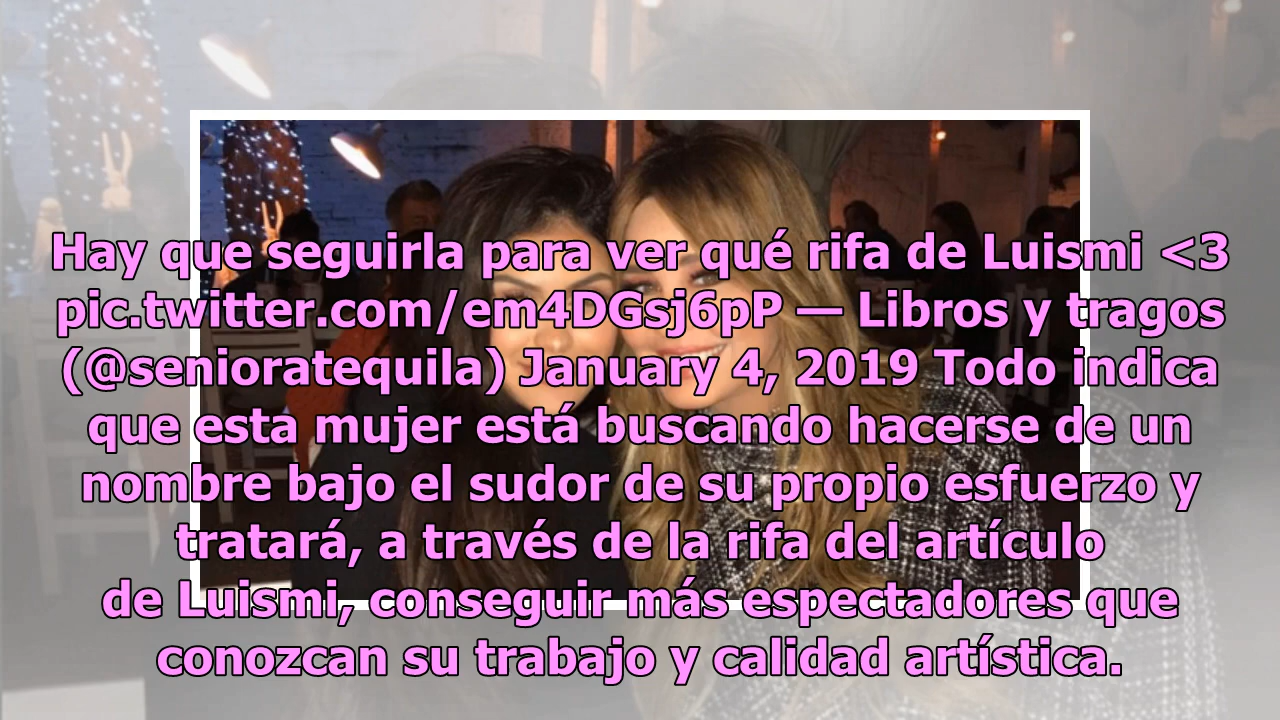 Hay que seguirla para ver qué rifa de Luismi <3
pic.twitter.com/em4DGsj6pP — Libros y tragos
(@senioratequila) January 4, 2019 Todo indica
que esta mujer está buscando hacerse de un
nombre bajo el sudor de su propio esfuerzo y
tratará, a través de la rifa del artículo
de Luismi, conseguir más espectadores que
conozcan su trabajo y calidad artística.